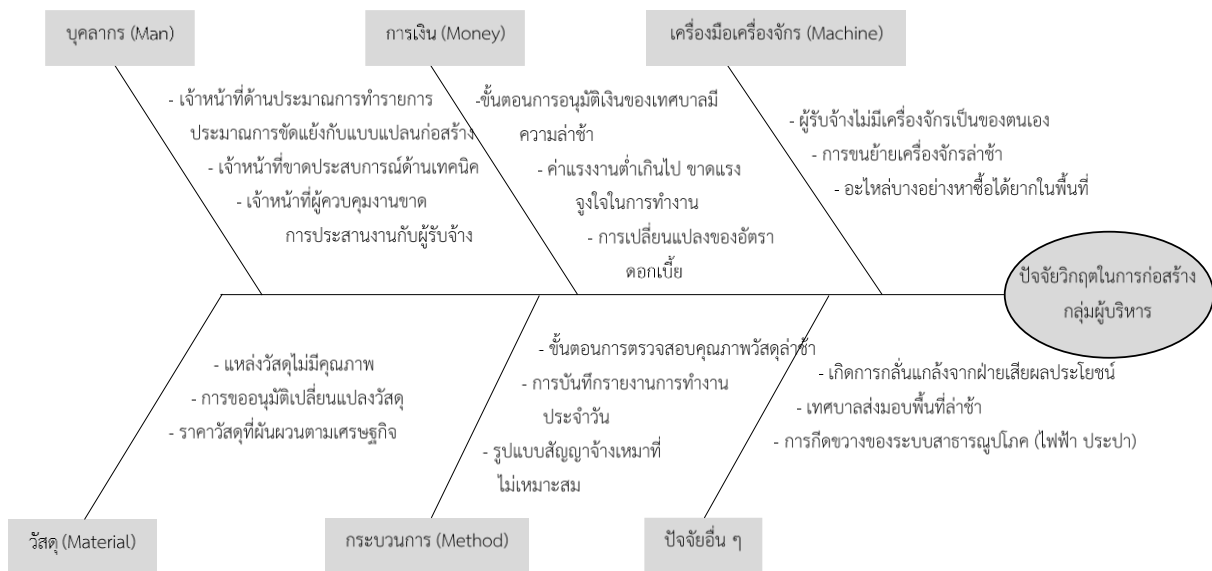 บุคลากร (Man)
การเงิน (Money)
เครื่องมือเครื่องจักร (Machine)
- เจ้าหน้าที่ด้านประมาณการทำรายการ
ประมาณการขัดแย้งกับแบบแปลนก่อสร้าง
- เจ้าหน้าที่ขาดประสบการณ์ด้านเทคนิค
- เจ้าหน้าที่ผู้ควบคุมงานขาด
การประสานงานกับผู้รับจ้าง
-ขั้นตอนการอนุมัติเงินของเทศบาลมี
ความล่าช้า
- ค่าแรงงานต่ำเกินไป ขาดแรง
จูงใจในการทำงาน
- การเปลี่ยนแปลงของอัตรา
ดอกเบี้ย
- ผู้รับจ้างไม่มีเครื่องจักรเป็นของตนเอง
- การขนย้ายเครื่องจักรล่าช้า
- อะไหล่บางอย่างหาซื้อได้ยากในพื้นที่
ปัจจัยวิกฤตในการก่อสร้าง
กลุ่มผู้บริหาร
- แหล่งวัสดุไม่มีคุณภาพ
- การขออนุมัติเปลี่ยนแปลงวัสดุ
- ราคาวัสดุที่ผันผวนตามเศรษฐกิจ
- ขั้นตอนการตรวจสอบคุณภาพวัสดุล่าช้า
- การบันทึกรายงานการทำงาน
ประจำวัน
- รูปแบบสัญญาจ้างเหมาที่
ไม่เหมาะสม
- เกิดการกลั่นแกล้งจากฝ่ายเสียผลประโยชน์
- เทศบาลส่งมอบพื้นที่ล่าช้า
- การกีดขวางของระบบสาธารณูปโภค (ไฟฟ้า ประปา)
วัสดุ (Material)
กระบวนการ (Method)
ปัจจัยอื่น ๆ